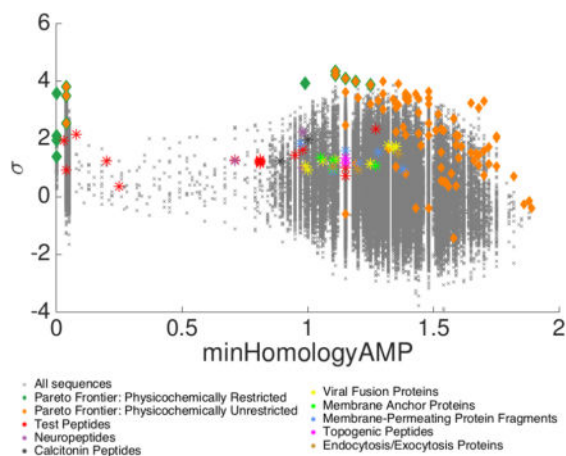 6
4
2
0
-2
-4
σ
0 0.5 1 1.5 2
minHomologyAMP
All sequences
Pareto Frontier: Physicochemically Restricted
Pareto Frontier: Physicochemically Unrestricted
Test Peptides
Neuropeptides
Calcitonin Peptides
Viral Fusion Proteins
Membrane Anchor Proteins
Membrane-Permeating Protein Fragments
Topogenic Peptides
Endocytosis/Exocytosis Proteins